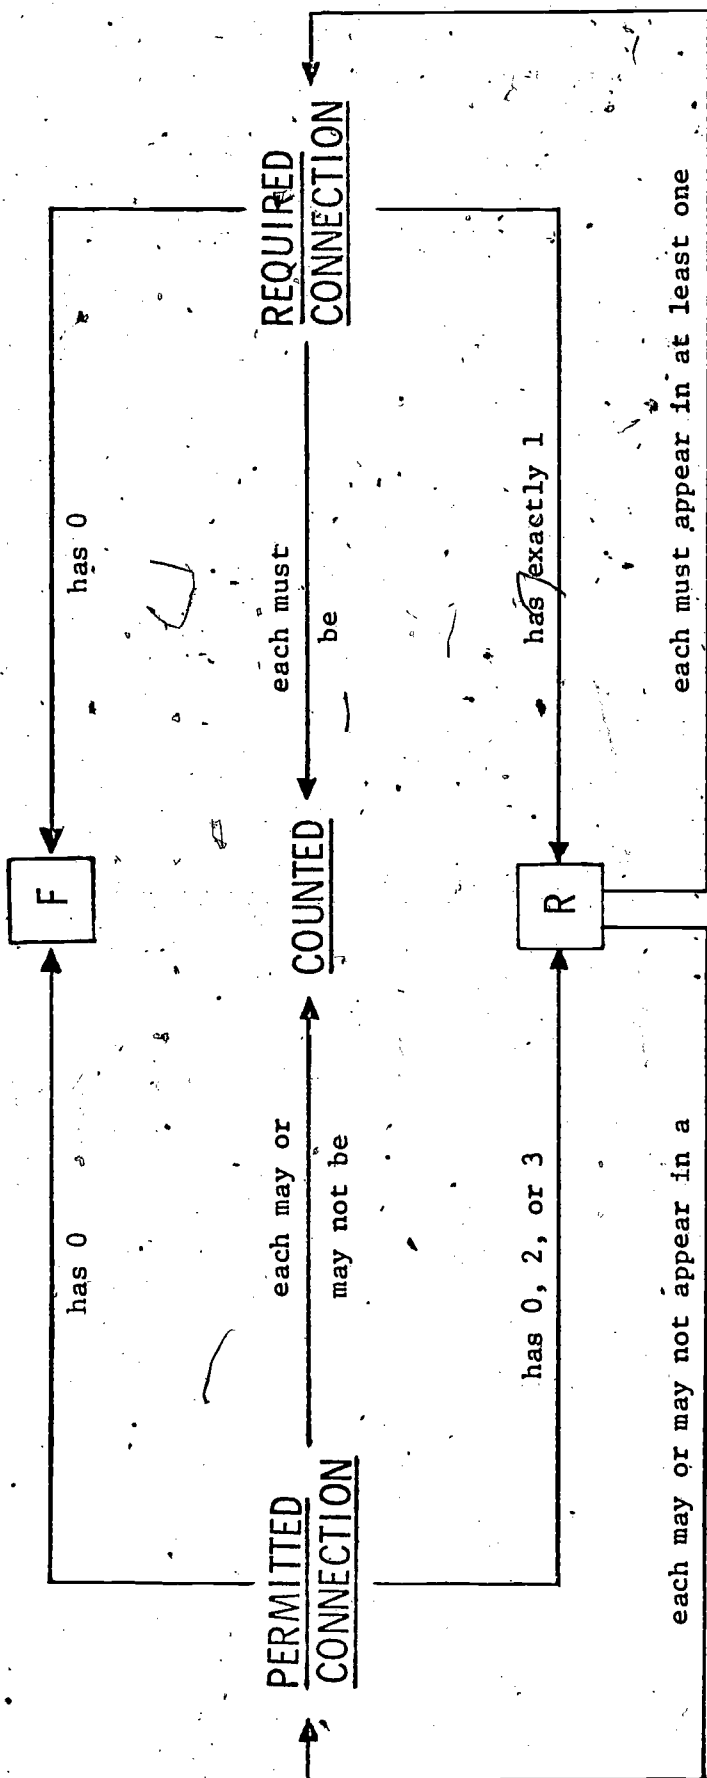 F
has 0
has 0
PERMITTED
CONNECTION
each may or
may not be
COUNTED
each must
be
REQUIRED
CONNECTION
has 0, 2, or 3
R
has exactly 1
each may or may not appear in a
each must appear in at least one